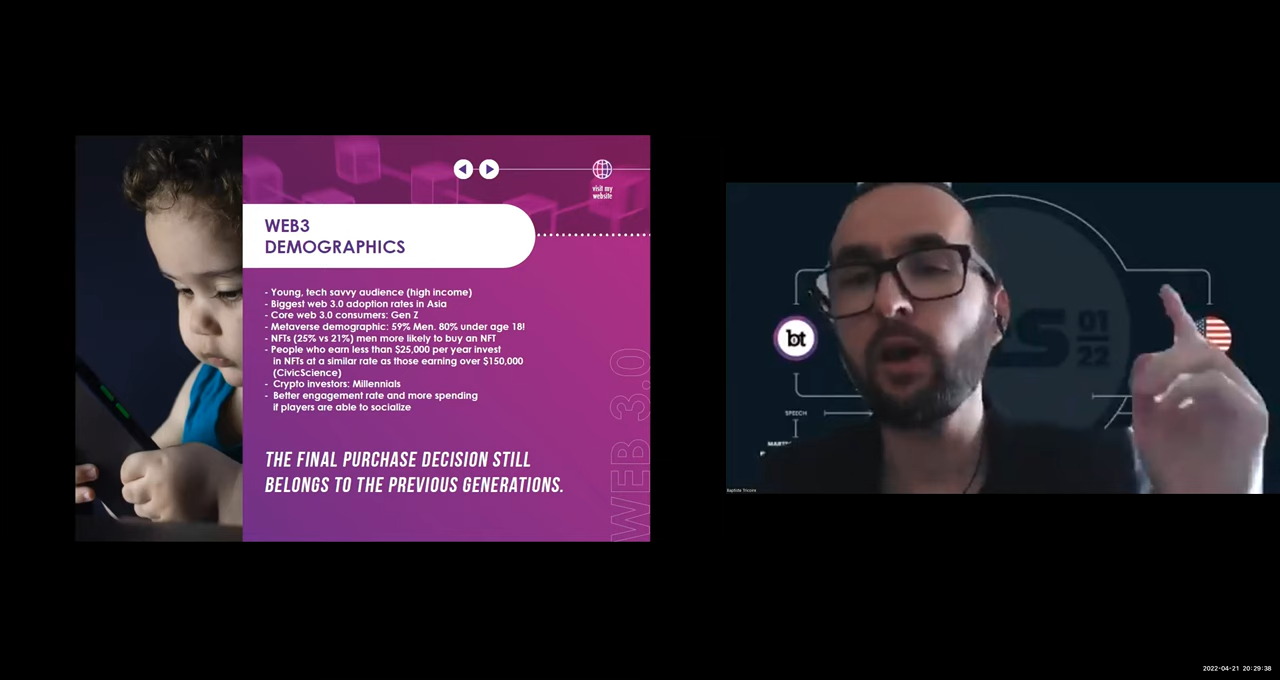 visit my
website
WEB3
DEMOGRAPHICS
- Young, tech savvy audience (high income)
- Biggest web 3.0 adoption rates in Asia
- Core web 3.0 consumers: Gen Z
- Metaverse demographic: 59% Men. 80% under age 18!
- NFTs (25% vs 21%) men more likely to buy an NFT
- People who earn less than $25,000 per year invest
in NFTs at a similar rate as those earning over $150,000
(CivicScience)
- Crypto investors: Millennials
- Better engagement rate and more spending
if players are able to socialize
THE FINAL PURCHASE DECISION STILL
BELONGS TO THE PREVIOUS GENERATIONS.
WEB 3.0
bt
S 01
22
SPEECH
Baptiste Tricoire
2022-04-21 20:29:38